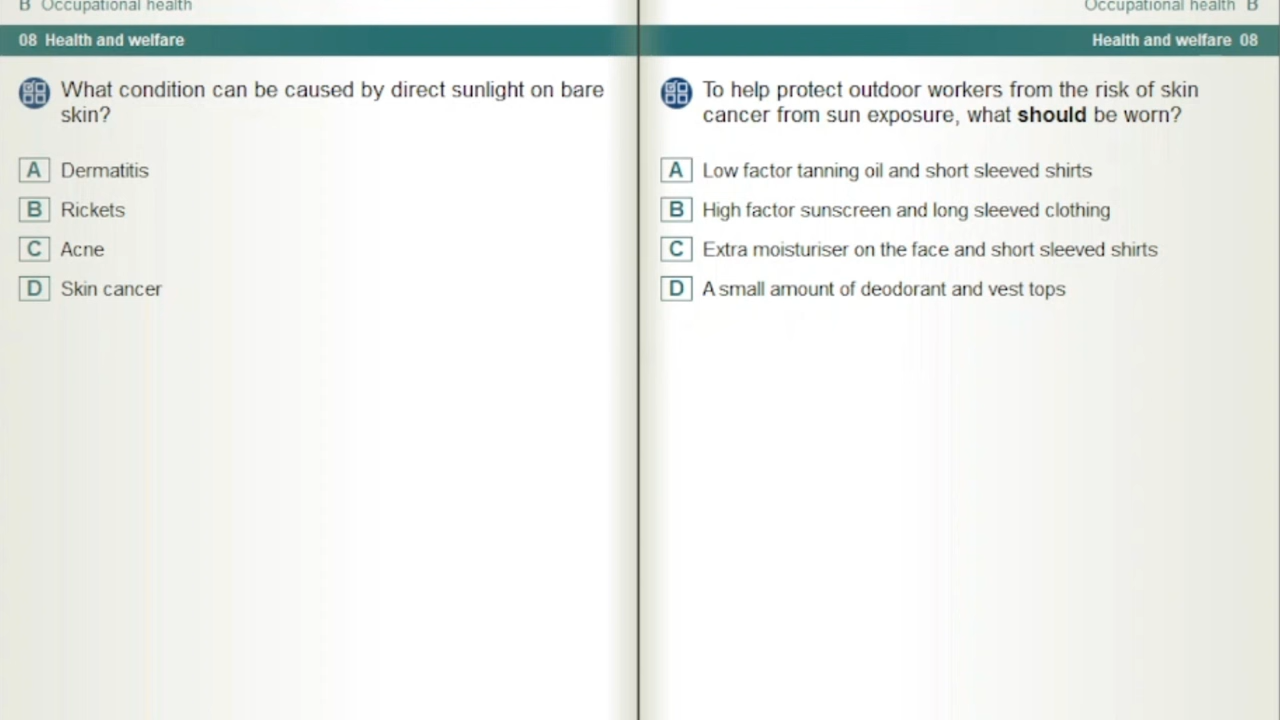 B Occupational health
08 Health and welfare
What condition can be caused by direct sunlight on bare
skin?
A Dermatitis
B Rickets
C Acne
D Skin cancer
Occupational health B
Health and welfare 08
To help protect outdoor workers from the risk of skin
cancer from sun exposure, what should be worn?
A Low factor tanning oil and short sleeved shirts
B High factor sunscreen and long sleeved clothing
C Extra moisturiser on the face and short sleeved shirts
D A small amount of deodorant and vest tops